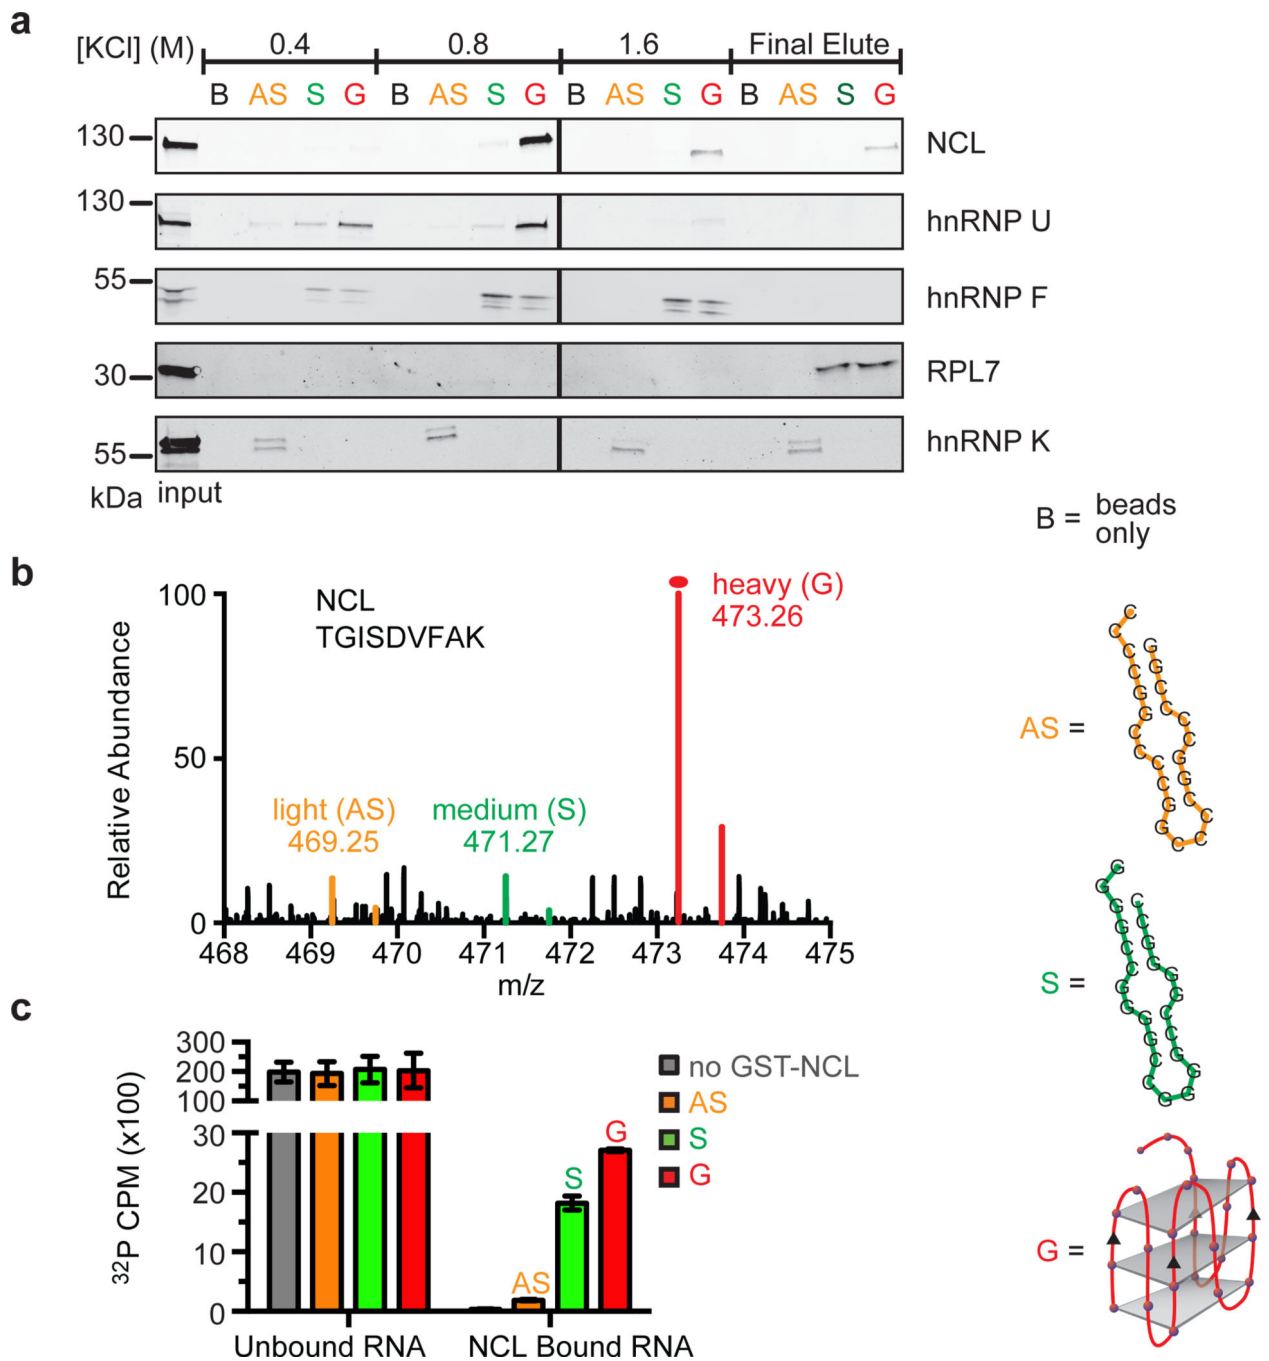 a
[KCl] (M) 0.4 0.8 1.6 Final Elute
B AS S G B AS S G B AS S G B AS S G
130 NCL
130 hnRNP U
55 hnRNP F
30 RPL7
55 hnRNP K
kDa input
B = beads only
b
NCL
TGISDVFAK
heavy (G)
473.26
light (AS)
469.25
medium (S)
471.27
Relative Abundance
100
50
0
468 469 470 471 472 473 474 475
m/z
AS =
S =
G =
c
32P CPM (x100)
300
200
100
30
20
10
0
no GST-NCL
AS
S
G
AS
S
G
Unbound RNA NCL Bound RNA